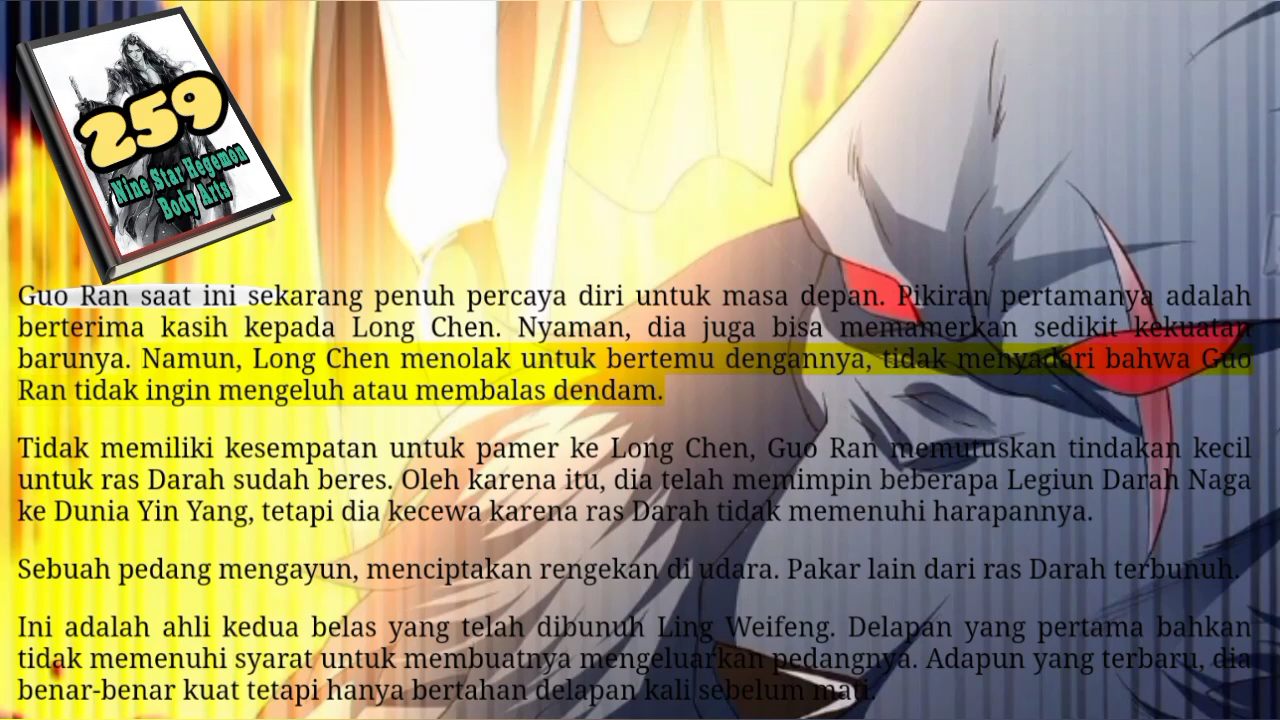 259
Nine Star Hegemon
Body Arts
Guo Ran saat ini sekarang penuh percaya diri untuk masa depan. Pikiran pertamanya adalah
berterima kasih kepada Long Chen. Nyaman, dia juga bisa memamerkan sedikit kekuatan
barunya. Namun, Long Chen menolak untuk bertemu dengannya, tidak menyadari bahwa Guo
Ran tidak ingin mengeluh atau membalas dendam.
Tidak memiliki kesempatan untuk pamer ke Long Chen, Guo Ran memutuskan tindakan kecil
untuk ras Darah sudah beres. Oleh karena itu, dia telah memimpin beberapa Legiun Darah Naga
ke Dunia Yin Yang, tetapi dia kecewa karena ras Darah tidak memenuhi harapannya.
Sebuah pedang mengayun, menciptakan rengekan di udara. Pakar lain dari ras Darah terbunuh.
Ini adalah ahli kedua belas yang telah dibunuh Ling Weifeng. Delapan yang pertama bahkan
tidak memenuhi syarat untuk membuatnya mengeluarkan pedangnya. Adapun yang terbaru, dia
benar-benar kuat tetapi hanya bertahan delapan kali sebelum mati.